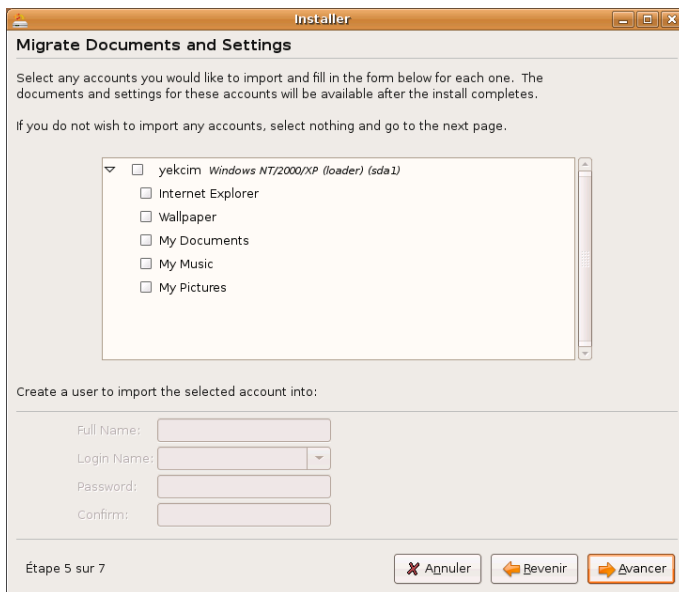 Installer
Migrate Documents and Settings
Select any accounts you would like to import and fill in the form below for each one. The
documents and settings for these accounts will be available after the install completes.
If you do not wish to import any accounts, select nothing and go to the next page.
yekcim Windows NT/2000/XP (loader) (sda1)
Internet Explorer
Wallpaper
My Documents
My Music
My Pictures
Create a user to import the selected account into:
Full Name:
Login Name:
Password:
Confirm:
Étape 5 sur 7
Annuler
Revenir
Avancer